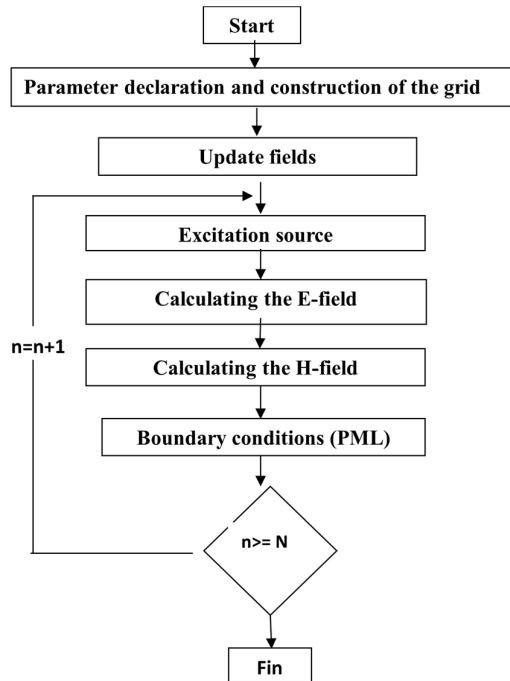 Start
Parameter declaration and construction of the grid
Update fields
Excitation source
Calculating the E-field
n=n+1
Calculating the H-field
Boundary conditions (PML)
n>= N
Fin